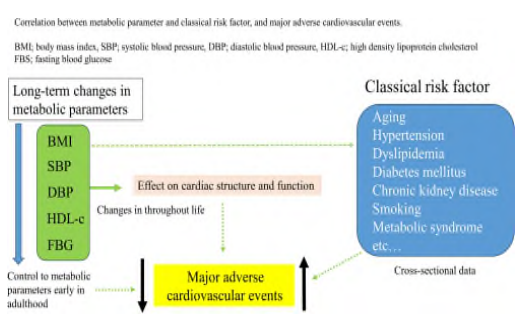 Correlation between metabolic parameter and classical risk factor, and major adverse cardiovascular events.
BMI; body mass index, SBP; systolic blood pressure, DBP; diastolic blood pressure, HDL-c; high density lipoprotein cholesterol
FBS; fasting blood glucose
Long-term changes in
metabolic parameters
BMI
SBP
DBP
HDL-c
FBG
Effect on cardiac structure and function
Changes in throughout life
Control to metabolic
parameters early in
adulthood
Major adverse
cardiovascular events
Classical risk factor
Aging
Hypertension
Dyslipidemia
Diabetes mellitus
Chronic kidney disease
Smoking
Metabolic syndrome
etc…
Cross-sectional data